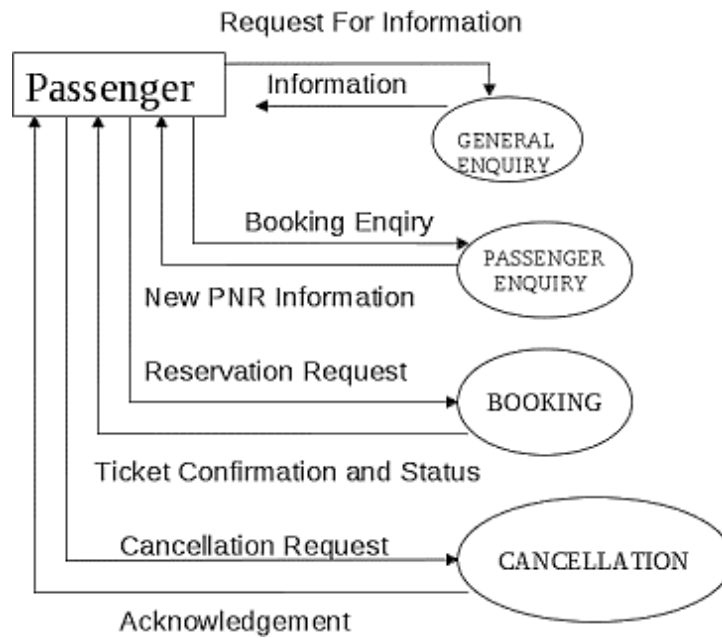 Request For Information
Passenger
Information
GENERAL
ENQUIRY
Booking Enqiry
PASSENGER
ENQUIRY
New PNR Information
Reservation Request
BOOKING
Ticket Confirmation and Status
Cancellation Request
CANCELLATION
Acknowledgement